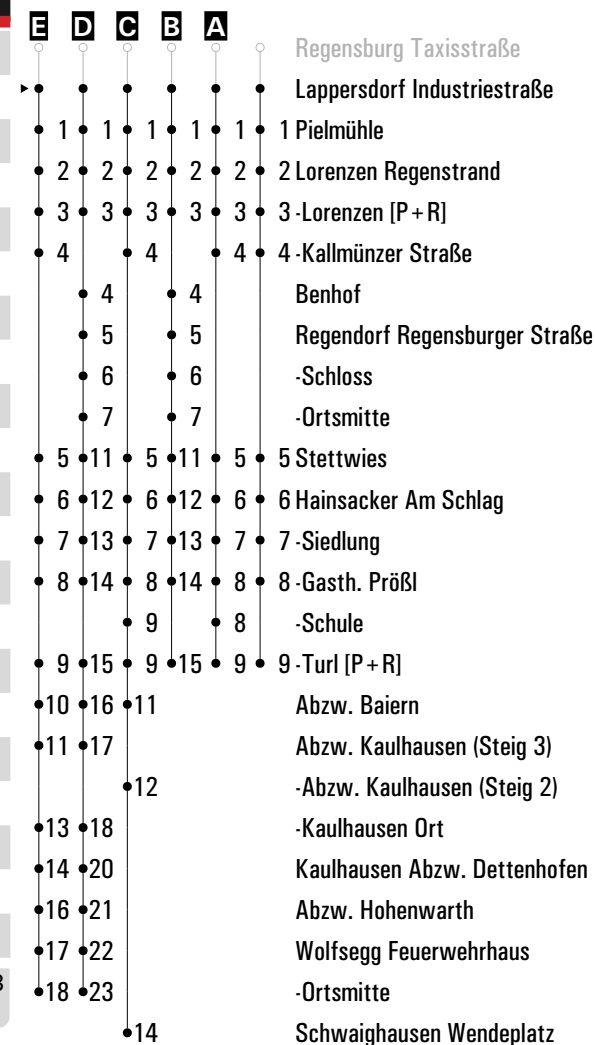 E D C B A
Regensburg Taxisstraße
Lappersdorf Industriestraße
1 1 1 1 1 1 Pielmühle
2 2 2 2 2 2 Lorenzen Regenstrand
3 3 3 3 3 3 -Lorenzen [P+R]
4 4 4 4 -Kallmünzer Straße
4 4 Benhof
5 5 Regendorf Regensburger Straße
6 6 -Schloss
7 7 -Ortsmitte
5 11 5 11 5 5 Stettwies
6 12 6 12 6 6 Hainsacker Am Schlag
7 13 7 13 7 7 -Siedlung
8 14 8 14 8 8 -Gasth. Prößl
9 8 -Schule
9 15 9 15 9 9 -Turl [P+R]
10 16 11 Abzw. Baiern
11 17 Abzw. Kaulhausen (Steig 3)
12 -Abzw. Kaulhausen (Steig 2)
13 18 -Kaulhausen Ort
14 20 Kaulhausen Abzw. Dettenhofen
16 21 Abzw. Hohenwarth
17 22 Wolfsegg Feuerwehrhaus
18 23 -Ortsmitte
14 Schwaighausen Wendeplatz